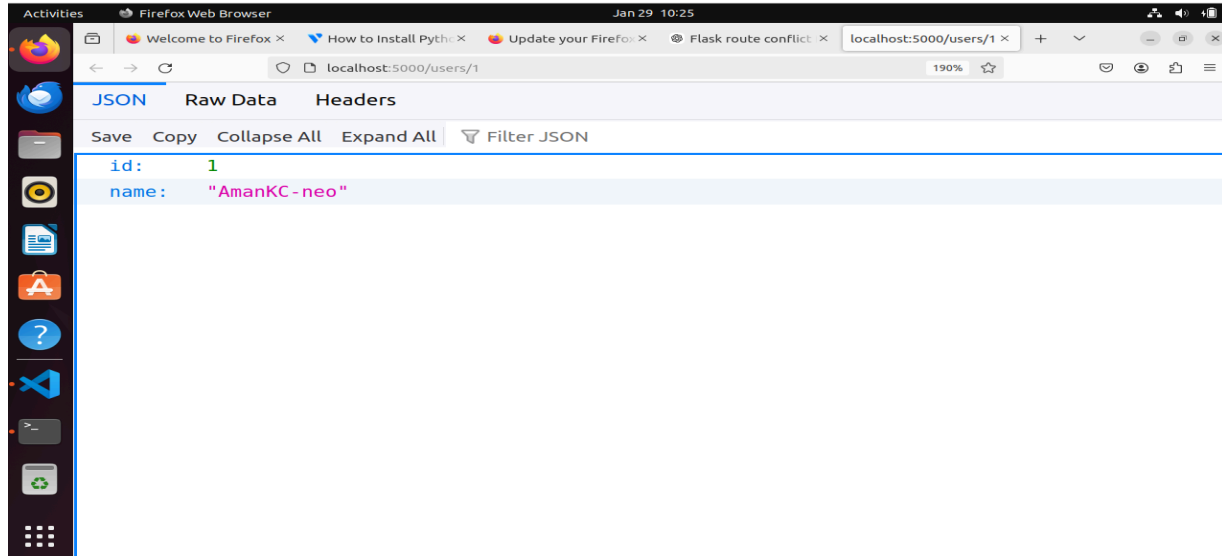 Activities Firefox Web Browser Jan 29 10:25
Welcome to Firefox How to Install Pytho Update your Firefox Flask route conflict localhost:5000/users/1
localhost:5000/users/1 190%
JSON Raw Data Headers
Save Copy Collapse All Expand All Filter JSON
id: 1
name: "AmanKC-neo"